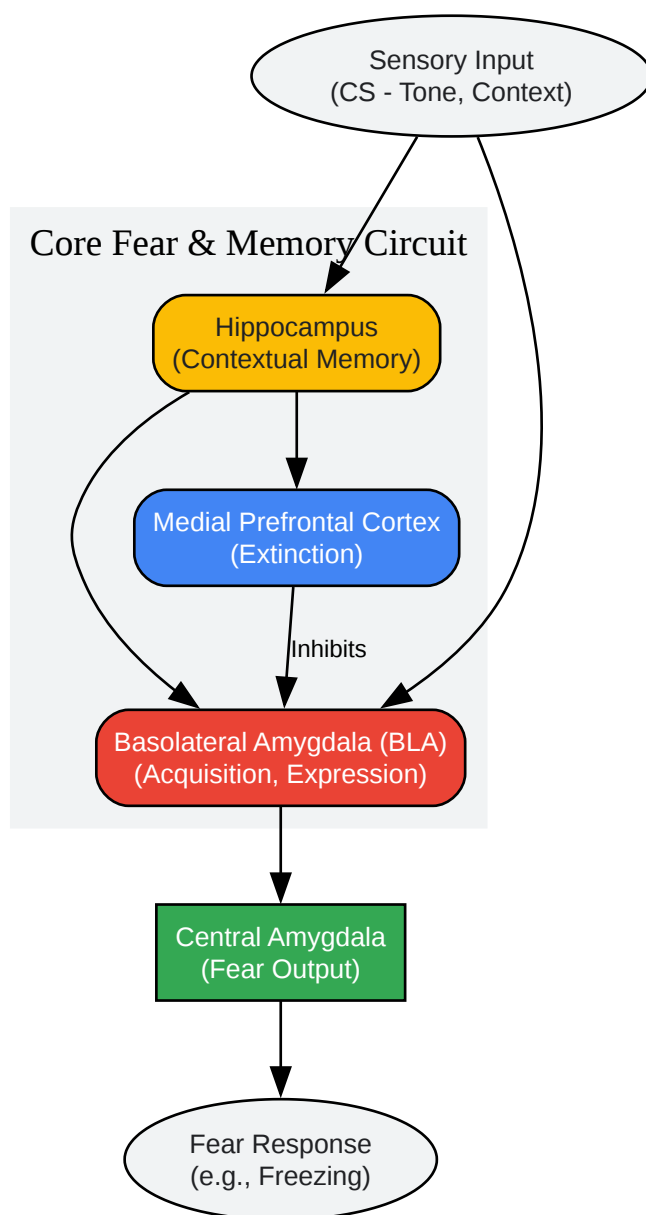 Sensory Input
(CS - Tone, Context)
Core Fear & Memory Circuit
Hippocampus
(Contextual Memory)
Medial Prefrontal Cortex
(Extinction)
Inhibits
Basolateral Amygdala (BLA)
(Acquisition, Expression)
Central Amygdala
(Fear Output)
Fear Response
(e.g., Freezing)